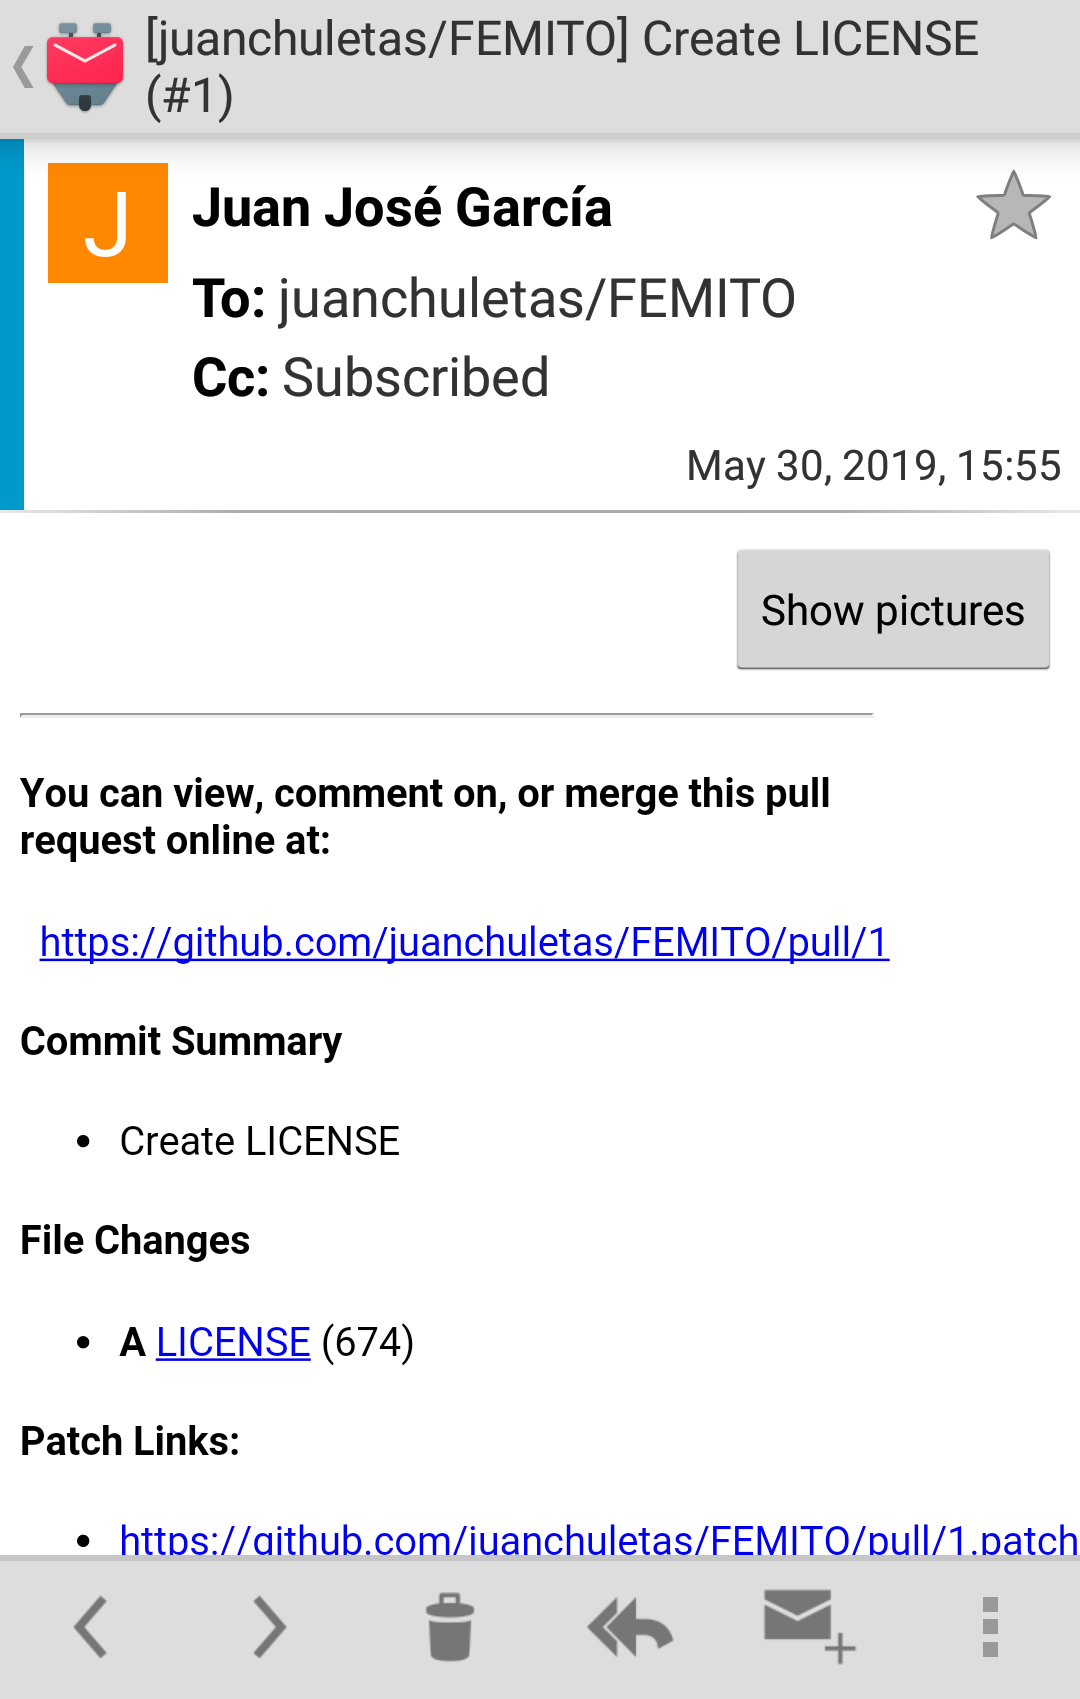 [juanchuletas/FEMITO] Create LICENSE
(#1)
J
Juan José García
To: juanchuletas/FEMITO
Cc: Subscribed
May 30, 2019, 15:55
Show pictures
You can view, comment on, or merge this pull
request online at:
https://github.com/juanchuletas/FEMITO/pull/1
Commit Summary
• Create LICENSE
File Changes
• A LICENSE (674)
Patch Links:
• https://github.com/juanchuletas/FEMITO/pull/1.patch